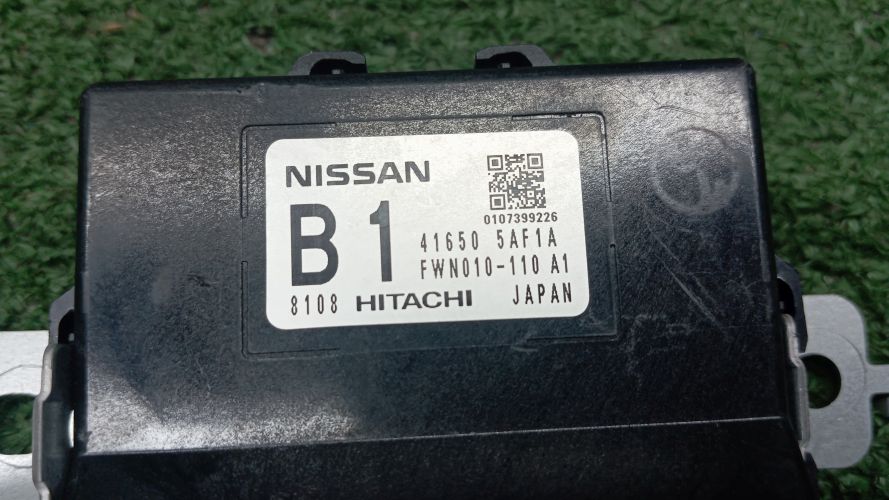 NISSAN
0107399226
B 1
41650 5AF1A
FWN010-110 A1
8108 HITACHI JAPAN